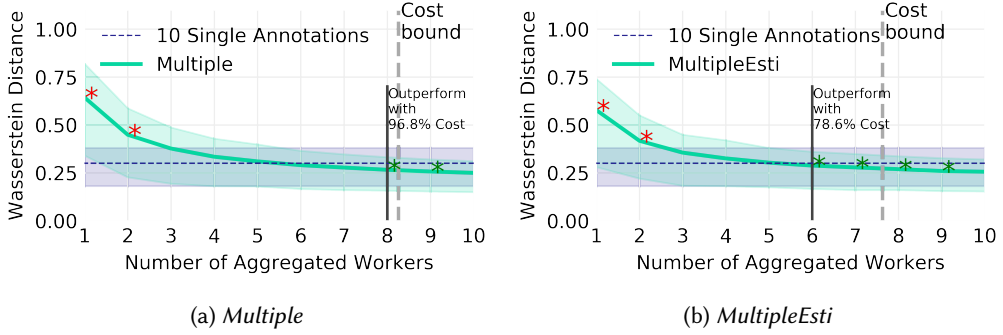 Cost
bound
10 Single Annotations
Multiple
Outperform
with
96.8% Cost
Wasserstein Distance
1.00
0.75
0.50
0.25
0.00
1 2 3 4 5 6 7 8 9 10
Number of Aggregated Workers
(a) Multiple
Cost
bound
10 Single Annotations
MultipleEsti
Outperform
with
78.6% Cost
Wasserstein Distance
1.00
0.75
0.50
0.25
0.00
1 2 3 4 5 6 7 8 9 10
Number of Aggregated Workers
(b) MultipleEsti